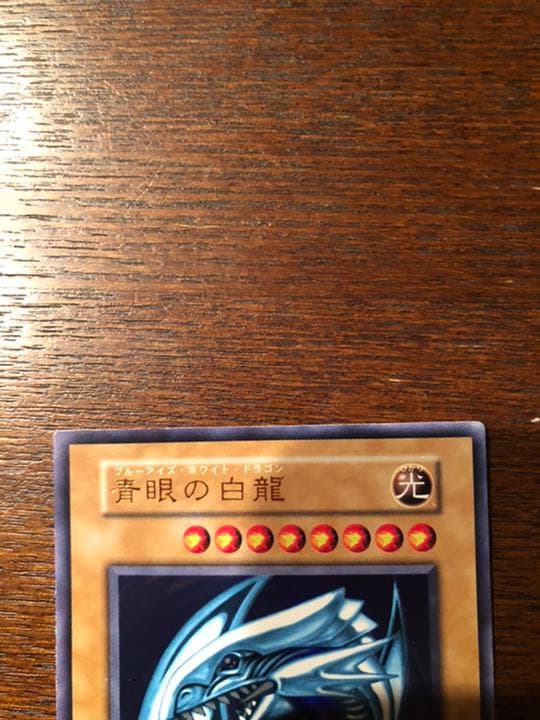 ブルーアイズ・ホワイト・ドラゴン
青眼の白龍
ひかり
光